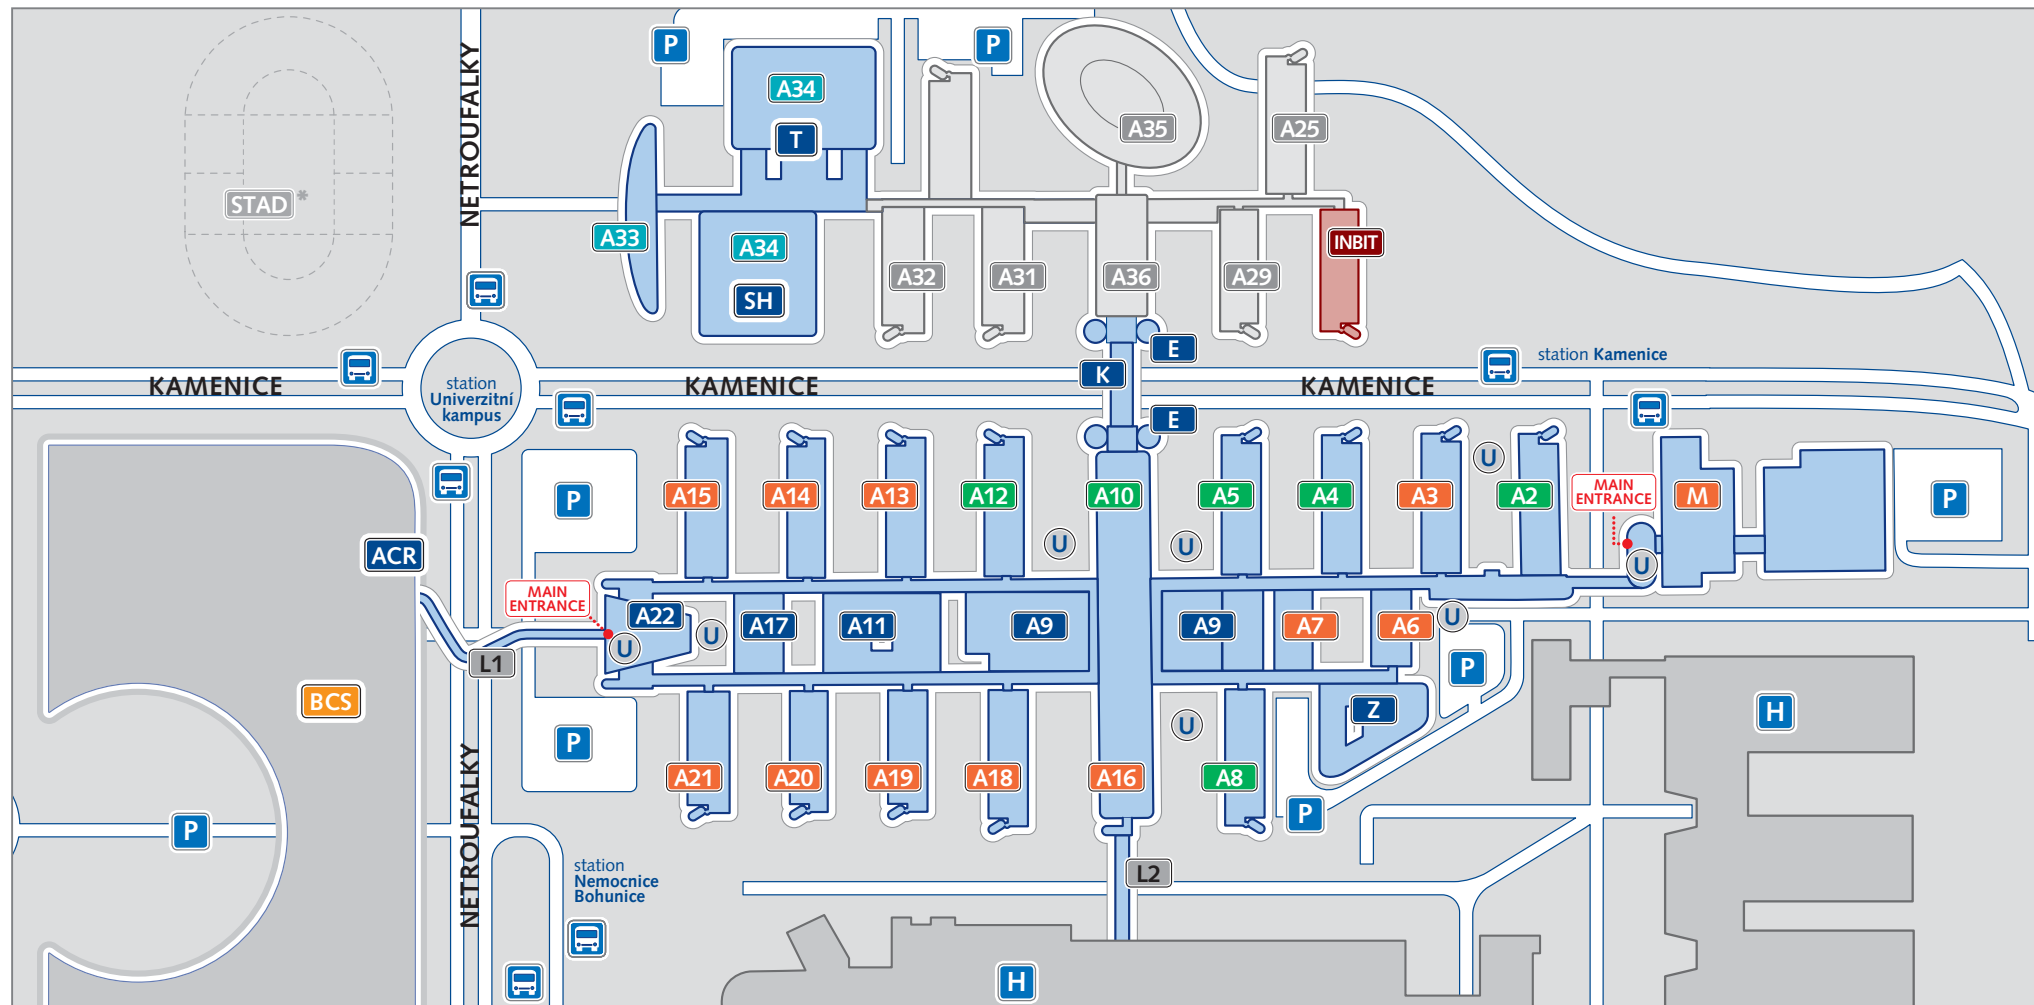 P
P
NETROUFALKY
A34
T
A35
A25
STAD *
A33
A34
SH
A32
A31
A36
A29
INBIT
E
K
station Kamenice
KAMENICE
KAMENICE
KAMENICE
station
Univerzitní
kampus
E
A15
A14
A13
A12
A10
A5
A4
A3
U
A2
MAIN
ENTRANCE
M
P
P
U
U
U
ACR
MAIN
ENTRANCE
A22
U
U
A17
A11
A9
A9
A7
A6
U
L1
P
BCS
P
U
Z
H
A21
A20
A19
A18
A16
A8
P
P
NETROUFALKY
station
Nemocnice
Bohunice
L2
H